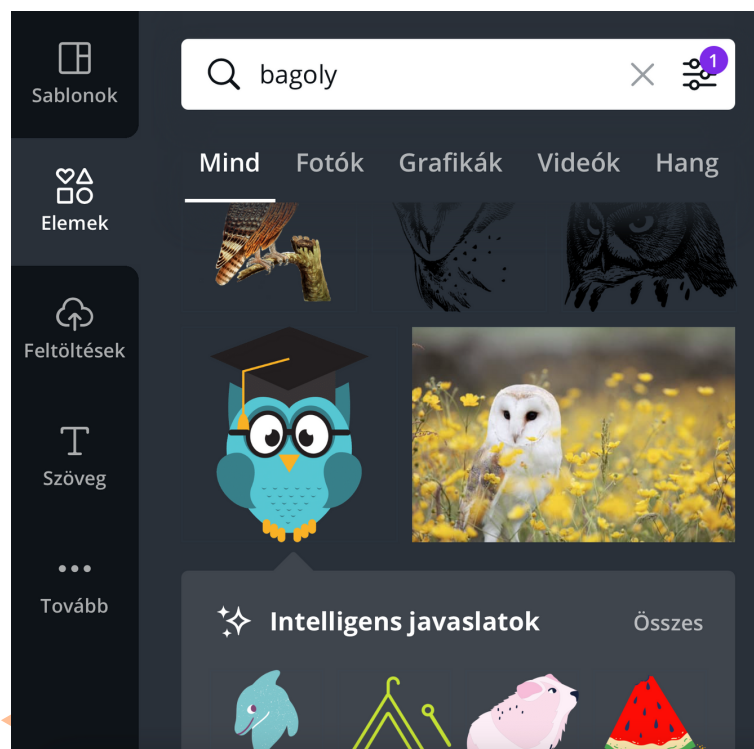 Sablonok
Elemek
Feltöltések
Szöveg
Tovább
bagoly
1
Mind Fotók Grafikák Videók Hang
Intelligens javaslatok Összes